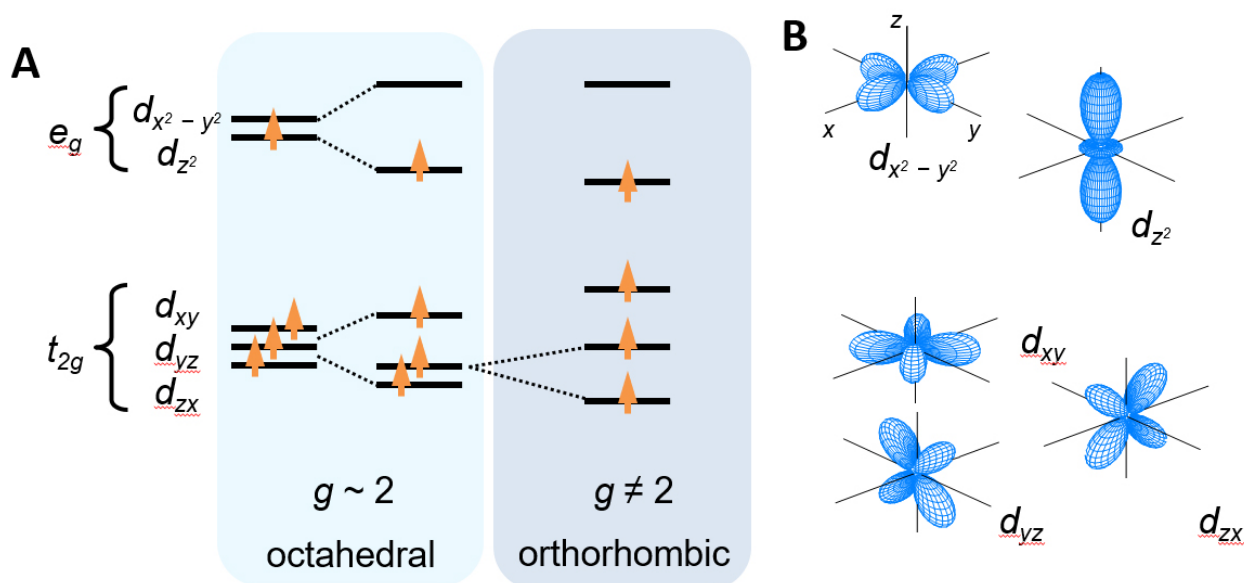 A
e_g
d_{x² − y²}
d_{z²}
t_{2g}
d_{xy}
d_{yz}
d_{zx}
g ~ 2
octahedral
g ≠ 2
orthorhombic
B
z
x
y
d_{x² − y²}
d_{z²}
d_{xy}
d_{yz}
d_{zx}